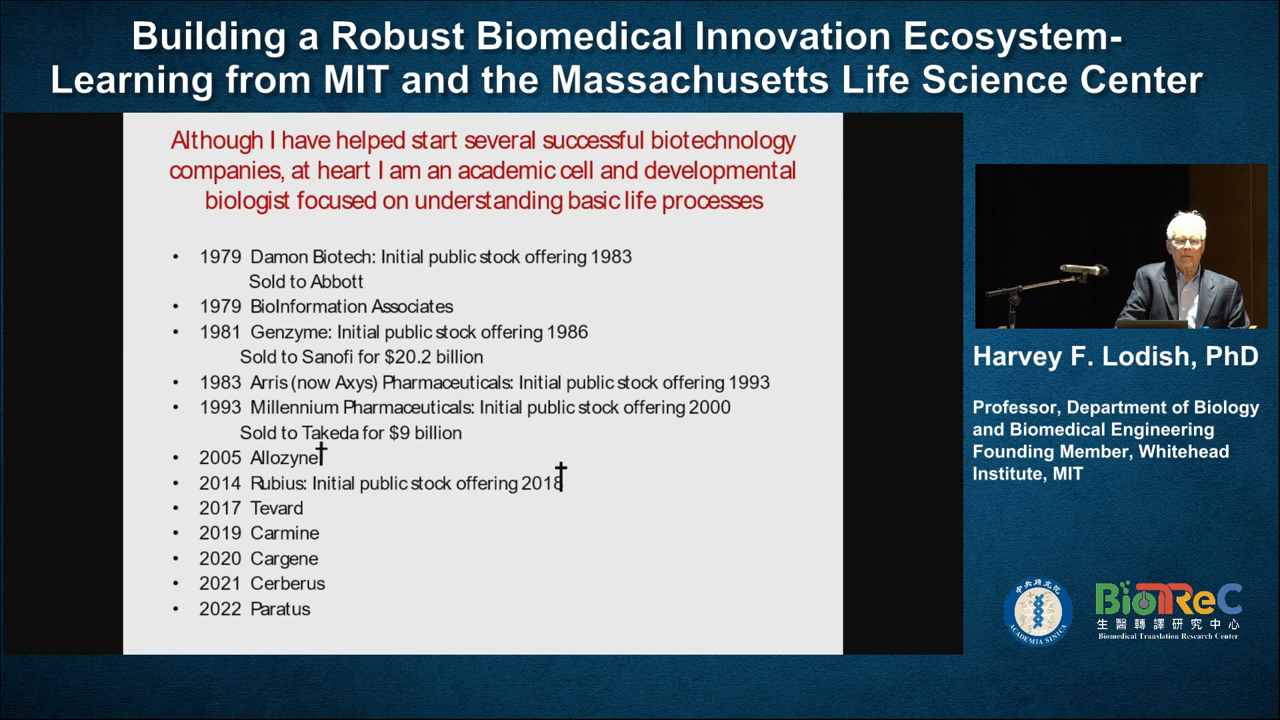 Building a Robust Biomedical Innovation Ecosystem-
Learning from MIT and the Massachusetts Life Science Center
Although I have helped start several successful biotechnology
companies, at heart I am an academic cell and developmental
biologist focused on understanding basic life processes
• 1979 Damon Biotech: Initial public stock offering 1983
Sold to Abbott
• 1979 BioInformation Associates
• 1981 Genzyme: Initial public stock offering 1986
Sold to Sanofi for $20.2 billion
• 1983 Arris (now Axys) Pharmaceuticals: Initial public stock offering 1993
• 1993 Millennium Pharmaceuticals: Initial public stock offering 2000
Sold to Takeda for $9 billion
• 2005 Allozyne†
• 2014 Rubius: Initial public stock offering 2018†
• 2017 Tevard
• 2019 Carmine
• 2020 Cargene
• 2021 Cerberus
• 2022 Paratus
Harvey F. Lodish, PhD
Professor, Department of Biology
and Biomedical Engineering
Founding Member, Whitehead
Institute, MIT
中央研究院
ACADEMIA SINICA
BioTReC
生醫轉譯研究中心
Biomedical Translation Research Center